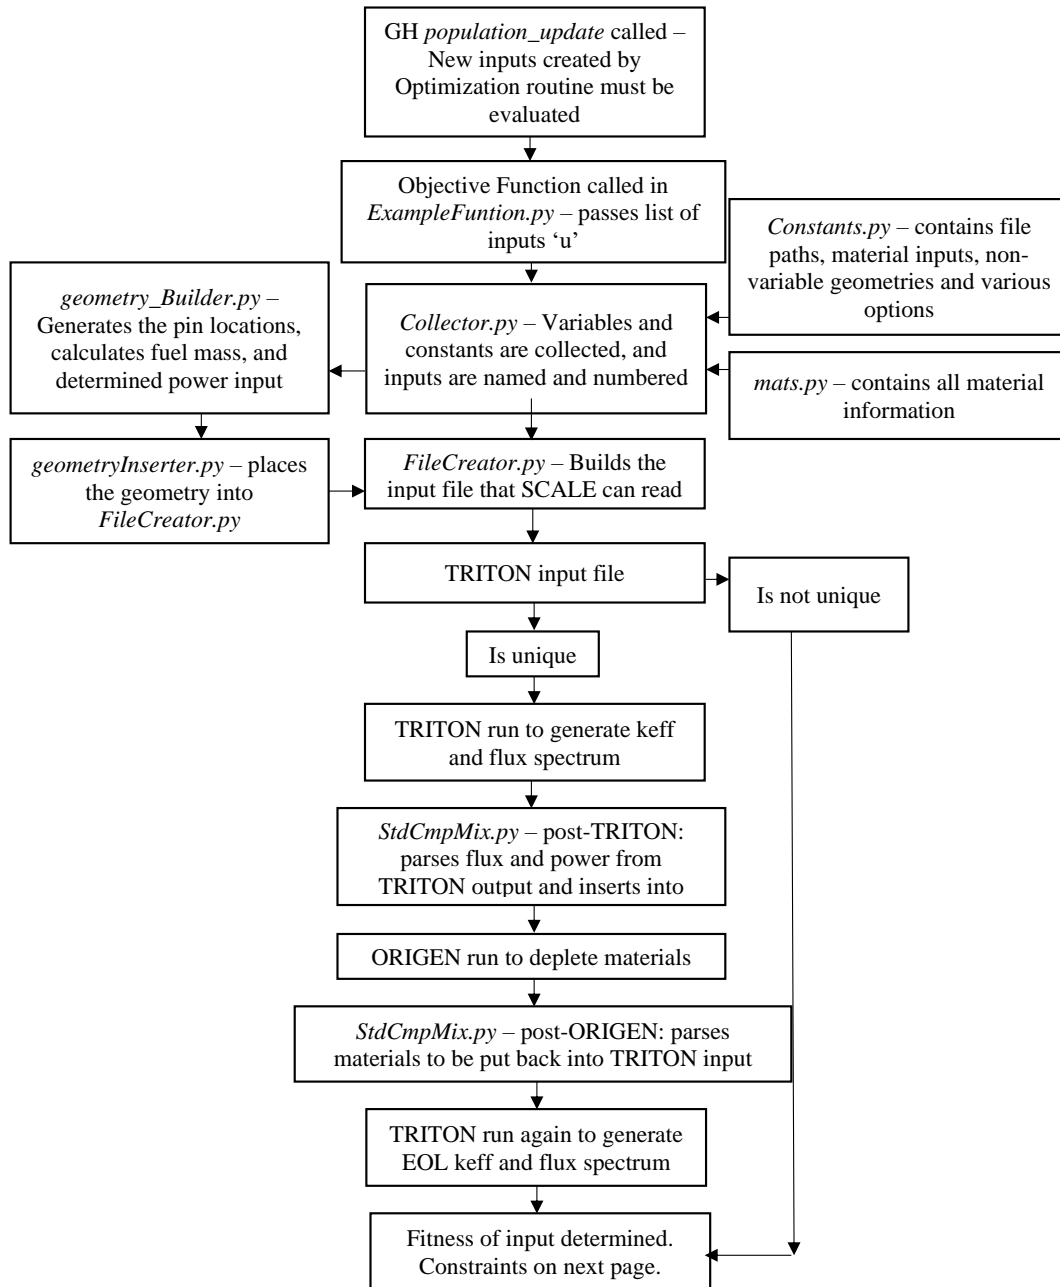 GH population_update called –
New inputs created by
Optimization routine must be
evaluated
Objective Function called in
ExampleFuntion.py – passes list of
inputs ‘u’
Constants.py – contains file
paths, material inputs, non-
variable geometries and various
options
geometry_Builder.py –
Generates the pin locations,
calculates fuel mass, and
determined power input
Collector.py – Variables and
constants are collected, and
inputs are named and numbered
mats.py – contains all material
information
geometryInserter.py – places
the geometry into
FileCreator.py
FileCreator.py – Builds the
input file that SCALE can read
TRITON input file
Is not unique
Is unique
TRITON run to generate keff
and flux spectrum
StdCmpMix.py – post-TRITON:
parses flux and power from
TRITON output and inserts into
ORIGEN run to deplete materials
StdCmpMix.py – post-ORIGEN: parses
materials to be put back into TRITON input
TRITON run again to generate
EOL keff and flux spectrum
Fitness of input determined.
Constraints on next page.